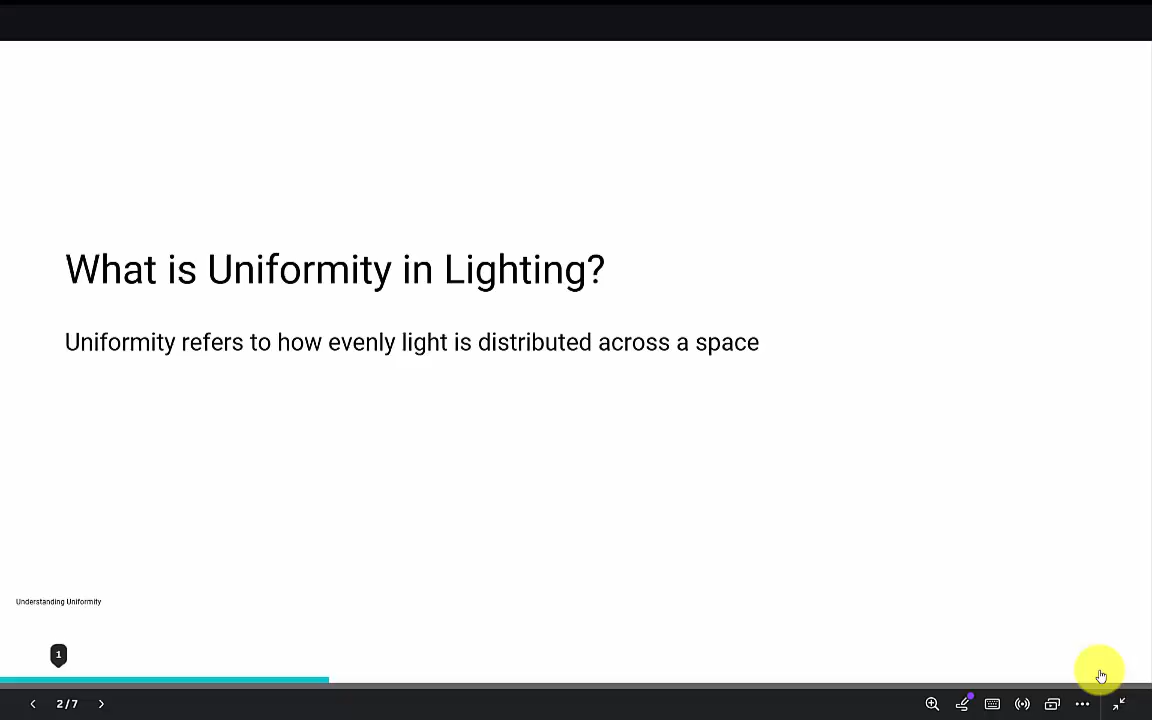 What is Uniformity in Lighting?
Uniformity refers to how evenly light is distributed across a space
Understanding Uniformity
1
2/7